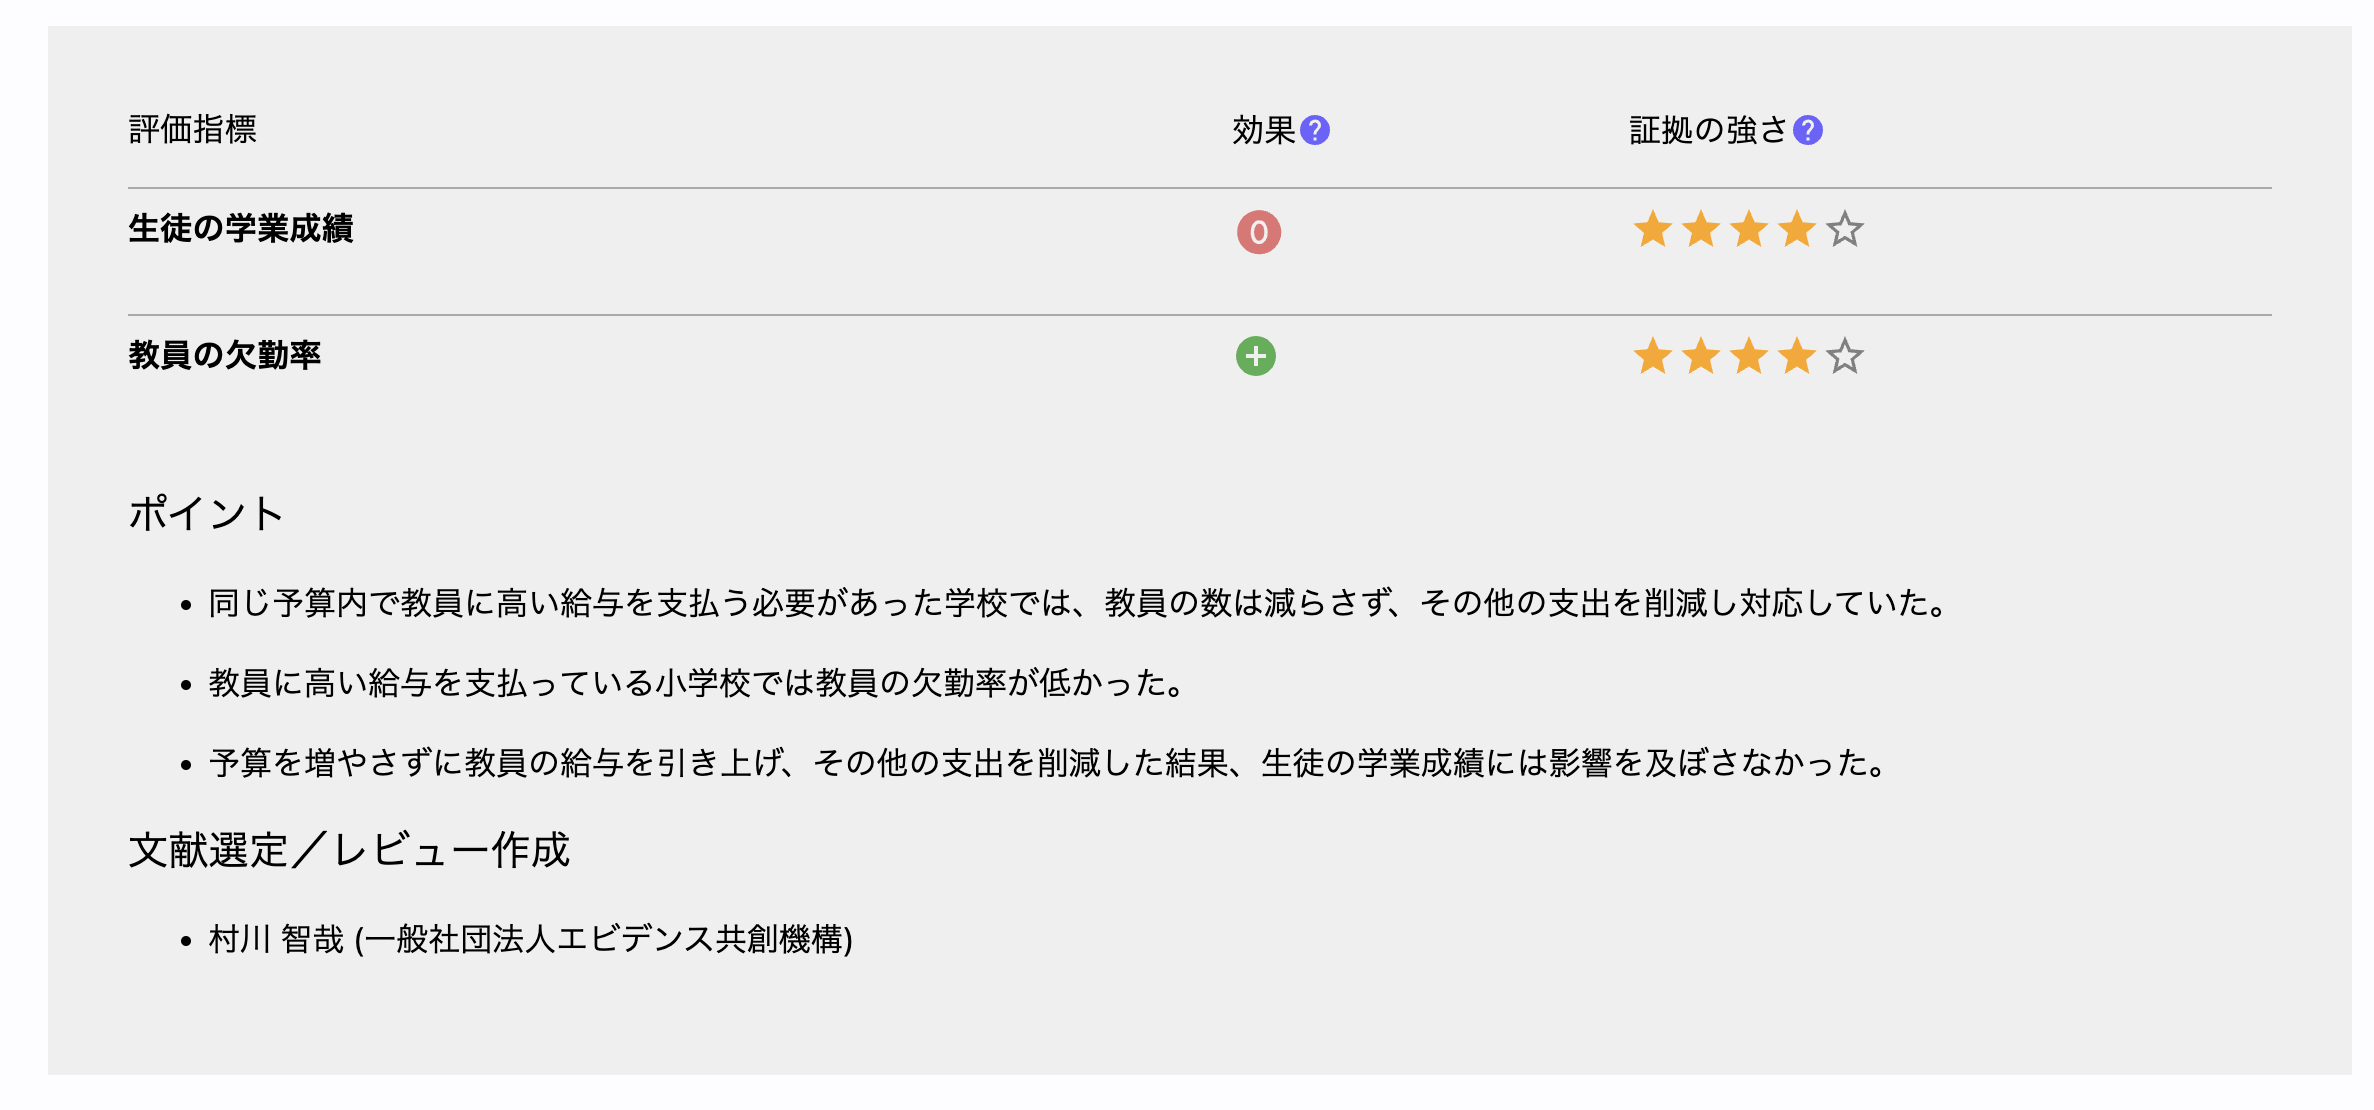 評価指標 効果? 証拠の強さ?
生徒の学業成績 0 ★★★★☆
教員の欠勤率 + ★★★★☆
ポイント
• 同じ予算内で教員に高い給与を支払う必要があった学校では、教員の数は減らさず、その他の支出を削減し対応していた。
• 教員に高い給与を支払っている小学校では教員の欠勤率が低かった。
• 予算を増やさずに教員の給与を引き上げ、その他の支出を削減した結果、生徒の学業成績には影響を及ぼさなかった。
文献選定／レビュー作成
• 村川 智哉 (一般社団法人エビデンス共創機構)